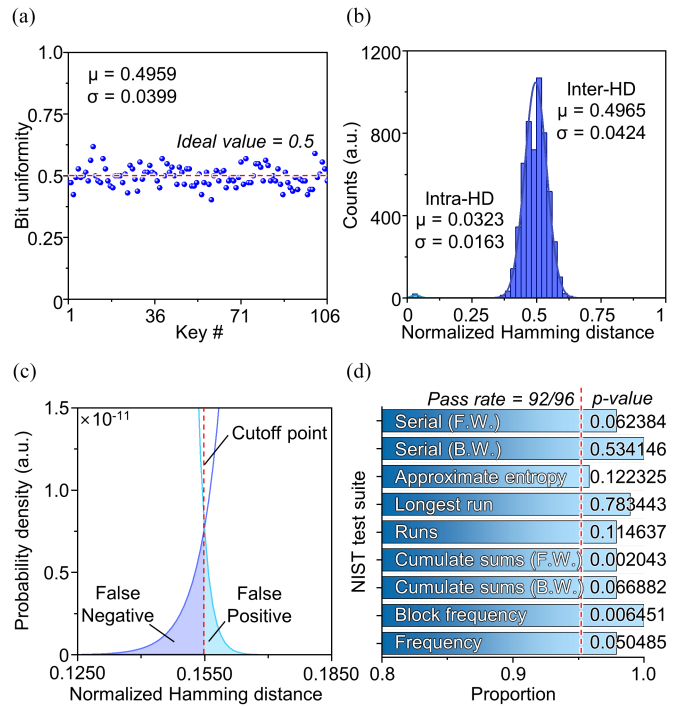 (a)
1.0
0.75
0.5
0.25
0
Bit uniformity
μ = 0.4959
σ = 0.0399
Ideal value = 0.5
1
36
71
106
Key #
(b)
1200
800
400
0
Counts (a.u.)
Inter-HD
μ = 0.4965
σ = 0.0424
Intra-HD
μ = 0.0323
σ = 0.0163
0
0.25
0.5
0.75
1
Normalized Hamming distance
(c)
1.5
1.0
0.5
0
Probability density (a.u.)
×10-11
Cutoff point
False
Negative
False
Positive
0.1250
0.1550
0.1850
Normalized Hamming distance
(d)
Pass rate = 92/96 p-value
NIST test suite
Serial (F.W.) 0.062384
Serial (B.W.) 0.534146
Approximate entropy 0.122325
Longest run 0.783443
Runs 0.114637
Cumulate sums (F.W.) 0.002043
Cumulate sums (B.W.) 0.066882
Block frequency 0.006451
Frequency 0.050485
0.8
0.9
1.0
Proportion